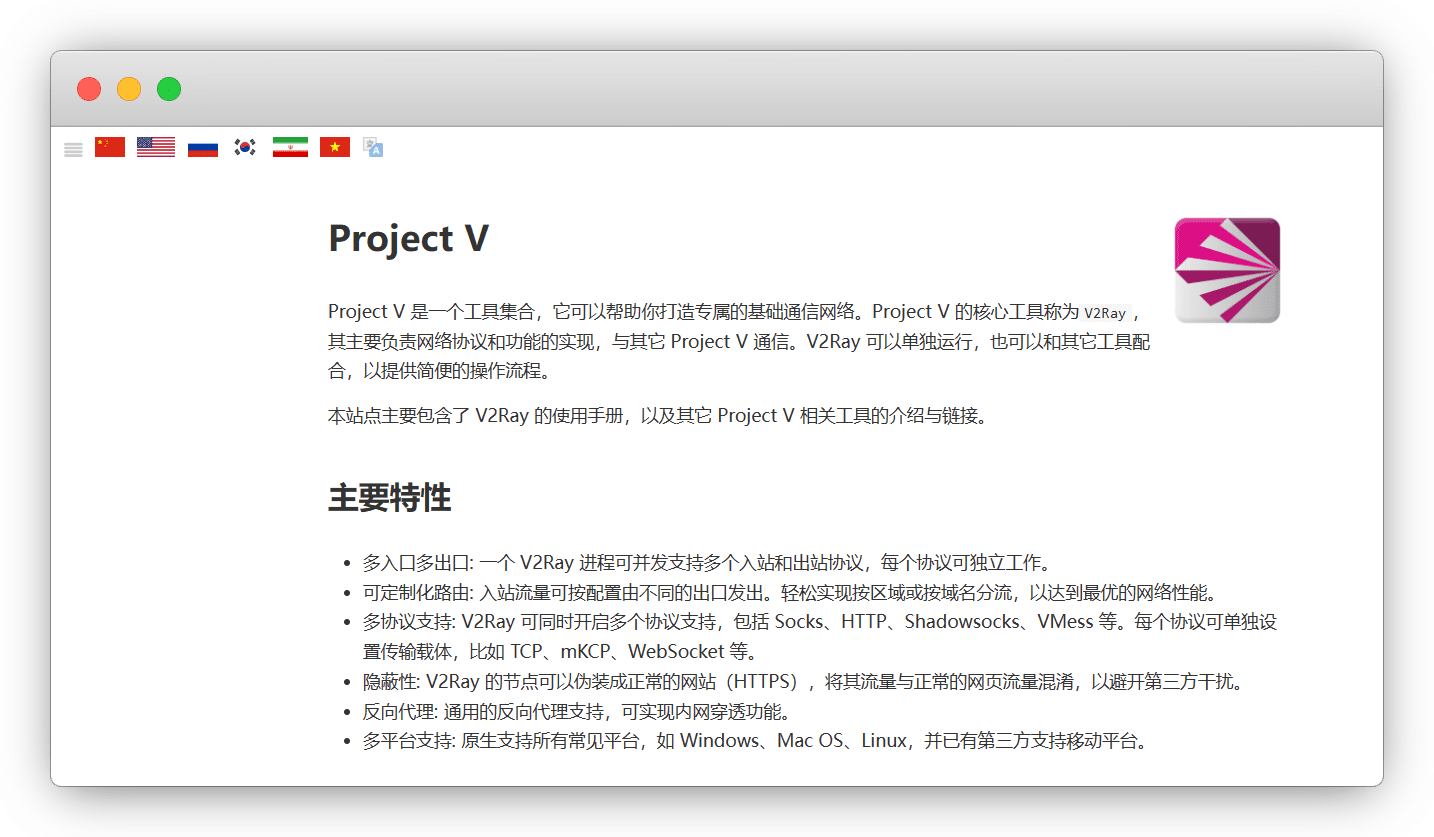 Project V
Project V 是一个工具集合，它可以帮助你打造专属的基础通信网络。Project V 的核心工具称为 V2Ray，
其主要负责网络协议和功能的实现，与其它 Project V 通信。V2Ray 可以单独运行，也可以和其它工具配
合，以提供简便的操作流程。
本站点主要包含了 V2Ray 的使用手册，以及其它 Project V 相关工具的介绍与链接。
主要特性
• 多入口多出口: 一个 V2Ray 进程可并发支持多个入站和出站协议，每个协议可独立工作。
• 可定制化路由: 入站流量可按配置由不同的出口发出。轻松实现按区域或按域名分流，以达到最优的网络性能。
• 多协议支持: V2Ray 可同时开启多个协议支持，包括 Socks、HTTP、Shadowsocks、VMess 等。每个协议可单独设
置传输载体，比如 TCP、mKCP、WebSocket 等。
• 隐蔽性: V2Ray 的节点可以伪装成正常的网站（HTTPS），将其流量与正常的网页流量混淆，以避开第三方干扰。
• 反向代理: 通用的反向代理支持，可实现内网穿透功能。
• 多平台支持: 原生支持所有常见平台，如 Windows、Mac OS、Linux，并已有第三方支持移动平台。